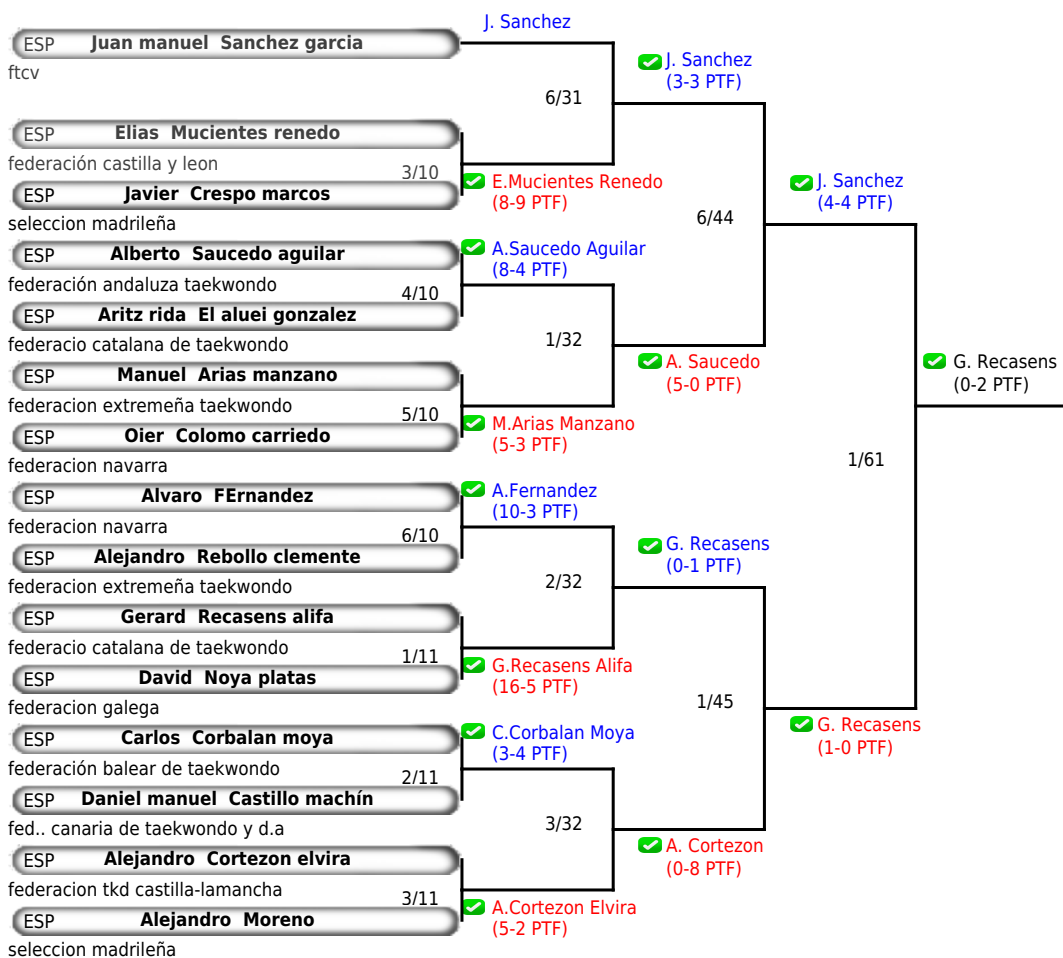 J. Sanchez
ESP Juan manuel Sanchez garcia
ftcv
J. Sanchez
(3-3 PTF)
6/31
ESP Elias Mucientes renedo
federación castilla y leon
3/10
E.Mucientes Renedo
(8-9 PTF)
ESP Javier Crespo marcos
seleccion madrileña
J. Sanchez
(4-4 PTF)
6/44
ESP Alberto Saucedo aguilar
A.Saucedo Aguilar
(8-4 PTF)
federación andaluza taekwondo
4/10
ESP Aritz rida El aluei gonzalez
federacio catalana de taekwondo
1/32
A. Saucedo
(5-0 PTF)
G. Recasens
(0-2 PTF)
ESP Manuel Arias manzano
federacion extremeña taekwondo
5/10
M.Arias Manzano
(5-3 PTF)
ESP Oier Colomo carriedo
federacion navarra
1/61
ESP Alvaro FErnandez
A.Fernandez
(10-3 PTF)
federacion navarra
6/10
ESP Alejandro Rebollo clemente
federacion extremeña taekwondo
G. Recasens
(0-1 PTF)
2/32
ESP Gerard Recasens alifa
federacio catalana de taekwondo
1/11
G.Recasens Alifa
(16-5 PTF)
ESP David Noya platas
federacion galega
1/45
G. Recasens
(1-0 PTF)
ESP Carlos Corbalan moya
C.Corbalan Moya
(3-4 PTF)
federación balear de taekwondo
2/11
ESP Daniel manuel Castillo machín
fed.. canaria de taekwondo y d.a
3/32
A. Cortezon
(0-8 PTF)
ESP Alejandro Cortezon elvira
federacion tkd castilla-lamancha
3/11
A.Cortezon Elvira
(5-2 PTF)
ESP Alejandro Moreno
seleccion madrileña